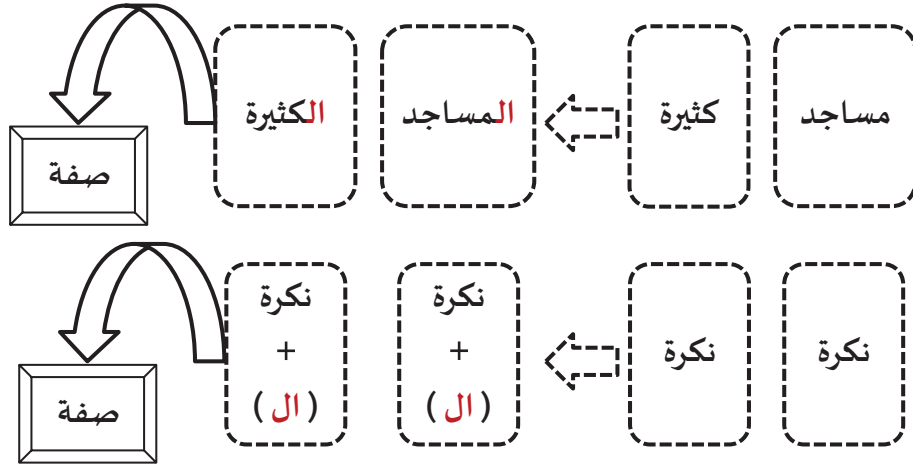 مساجد كثيرة المساجد الكثيرة
صفة
نكرة نكرة نكرة + (ال) نكرة + (ال)
صفة